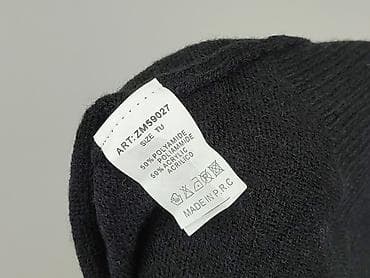 ART:ZM59027
SIZE TU
50% POLYAMIDE
POLIAMMIDE
50% ACRYLIC
ACRILICO
MADE IN P.R.C